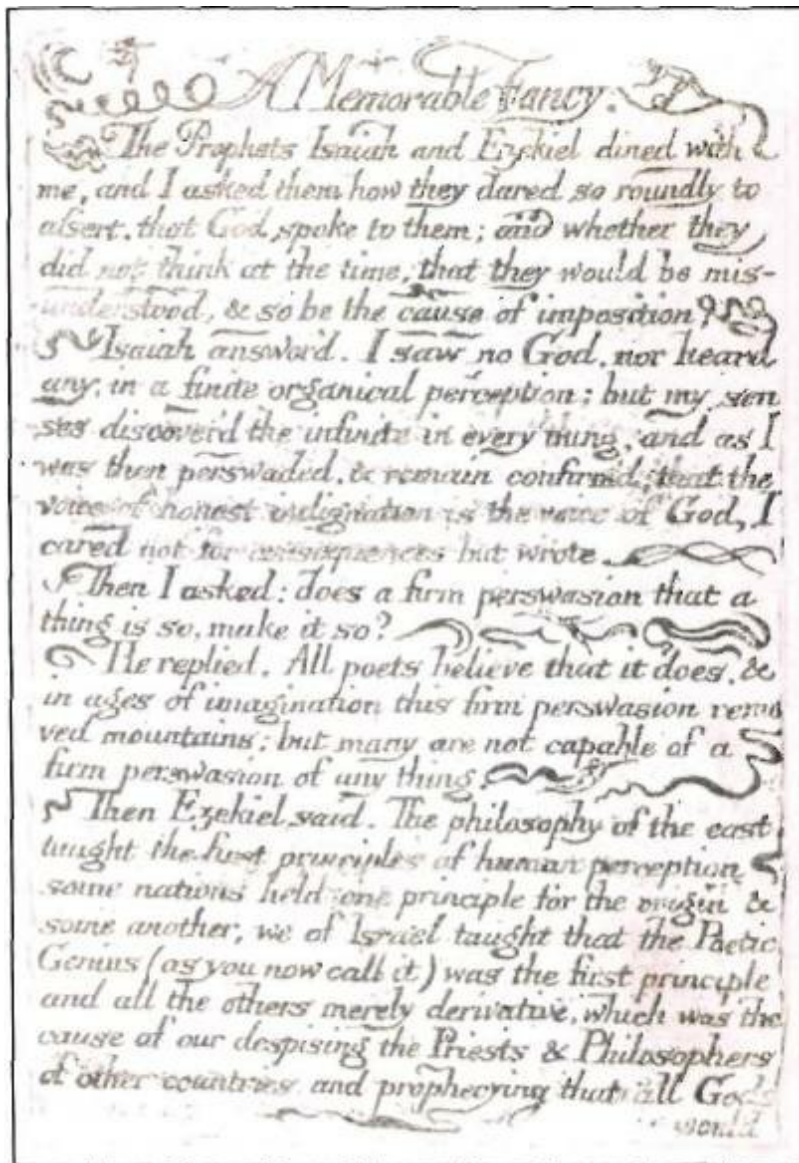 A Memorable Fancy.
The Prophets Isaiah and Ezekiel dined with
me, and I asked them how they dared so roundly to
assert, that God spoke to them; and whether they
did not think at the time, that they would be mis-
understood, & so be the cause of imposition?
Isaiah answerd. I saw no God, nor heard
any, in a finite organical perception; but my sen
-ses discoverd the infinite in every thing, and as I
was then perswaded, & remain confirmd; that the
voice of honest indignation is the voice of God, I
cared not for consequences but wrote.
Then I asked: does a firm perswasion that a
thing is so, make it so?
He replied. All poets believe that it does, &
in ages of imagination this firm perswasion remo
ved mountains; but many are not capable of a
firm perswasion of any thing.
Then Ezekiel said. The philosophy of the east
taught the first principles of human perception
some nations held one principle for the origin &
some another, we of Israel taught that the Poetic
Genius (as you now call it) was the first principle
and all the others merely derivative, which was the
cause of our despising the Priests & Philosophers
of other countries, and prophecying that all Gods
would